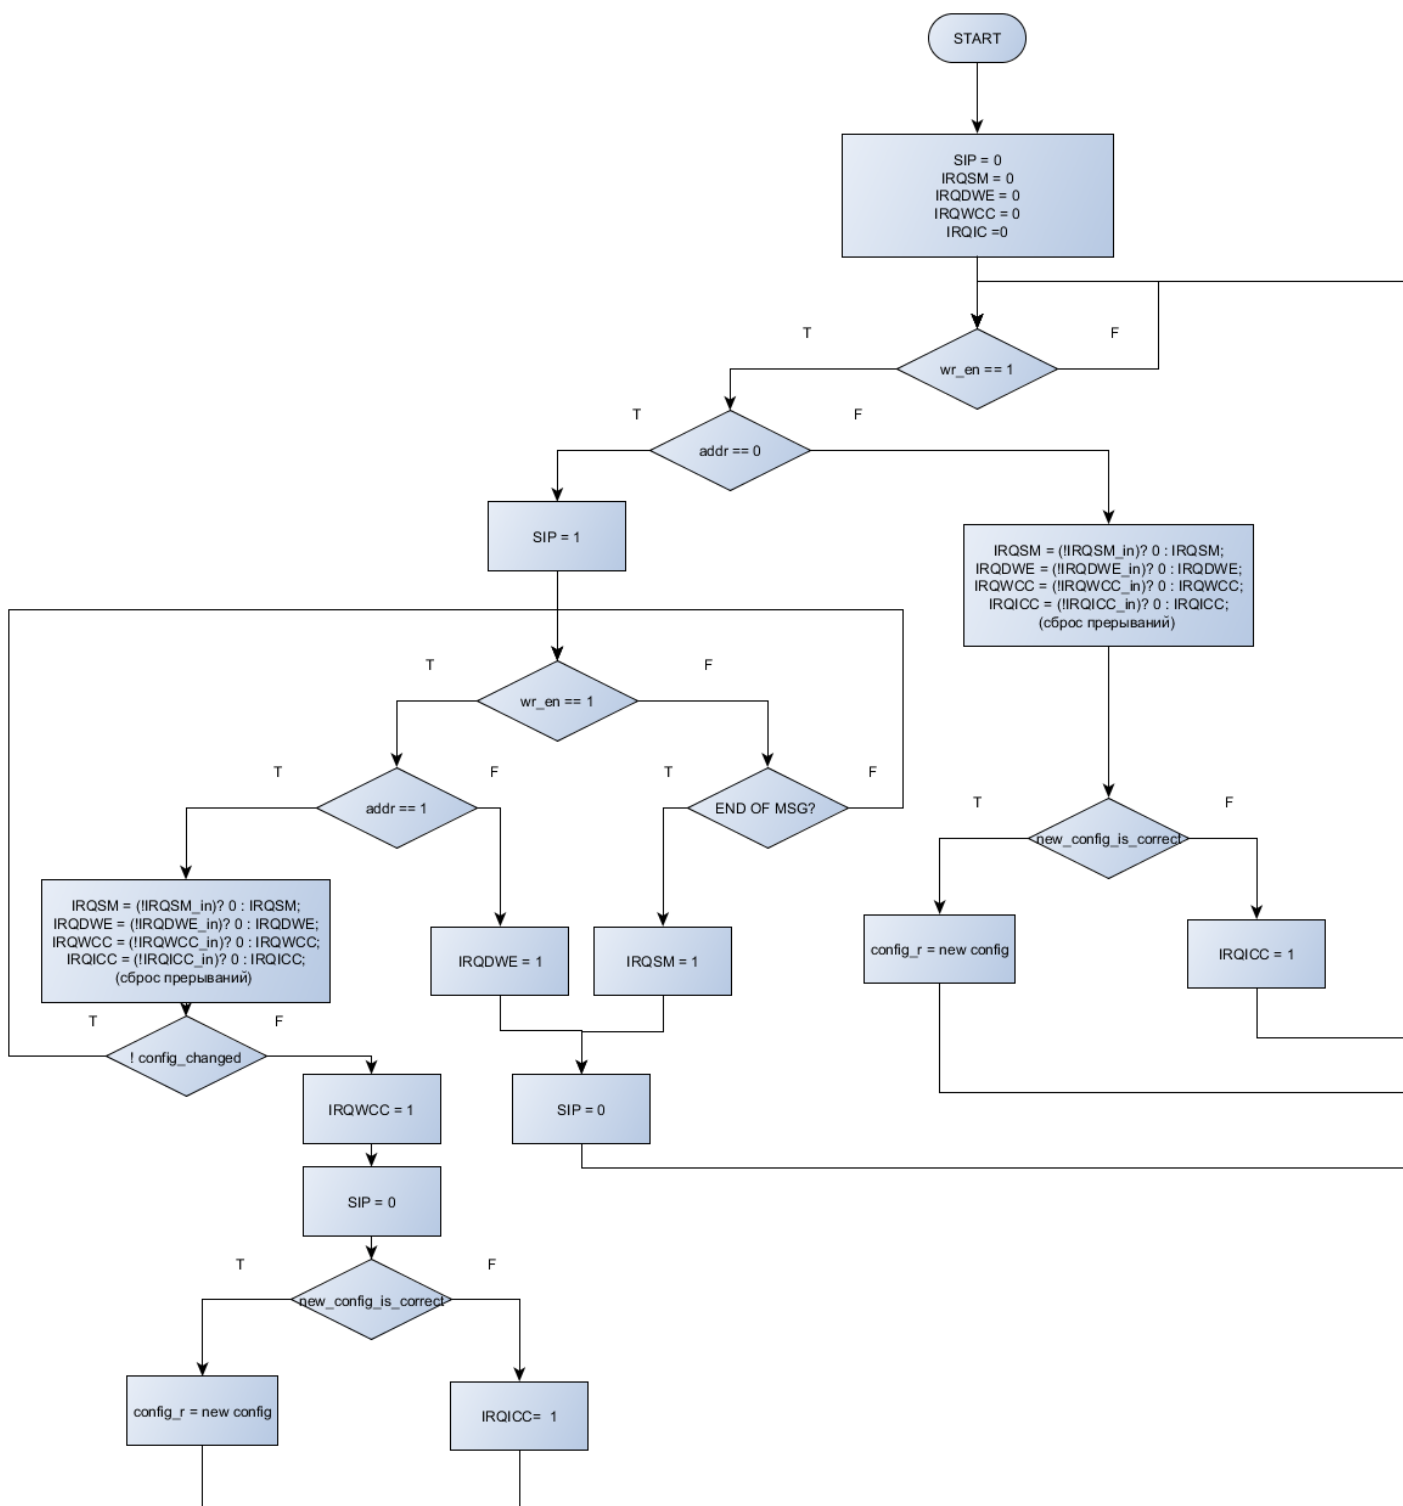 START
SIP = 0
IRQSM = 0
IRQDWE = 0
IRQWCC = 0
IRQIC =0
T
F
wr_en == 1
T
F
addr == 0
SIP = 1
IRQSM = (!IRQSM_in)? 0 : IRQSM;
IRQDWE = (!IRQDWE_in)? 0 : IRQDWE;
IRQWCC = (!IRQWCC_in)? 0 : IRQWCC;
IRQICC = (!IRQICC_in)? 0 : IRQICC;
(сброс прерываний)
T
F
wr_en == 1
T
F
addr == 1
T
F
END OF MSG?
T
F
new_config_is_correct
IRQSM = (!IRQSM_in)? 0 : IRQSM;
IRQDWE = (!IRQDWE_in)? 0 : IRQDWE;
IRQWCC = (!IRQWCC_in)? 0 : IRQWCC;
IRQICC = (!IRQICC_in)? 0 : IRQICC;
(сброс прерываний)
IRQDWE = 1
IRQSM = 1
config_r = new config
IRQICC = 1
T
F
! config_changed
IRQWCC = 1
SIP = 0
SIP = 0
T
F
new_config_is_correct
config_r = new config
IRQICC=  1